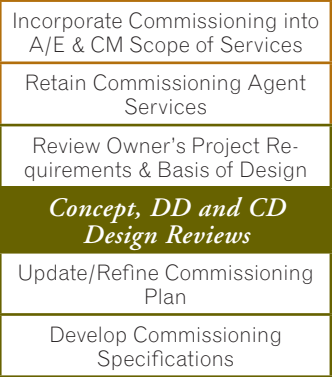 Incorporate Commissioning into
A/E & CM Scope of Services
Retain Commissioning Agent
Services
Review Owner's Project Re-
quirements & Basis of Design
Concept, DD and CD
Design Reviews
Update/Refine Commissioning
Plan
Develop Commissioning
Specifications